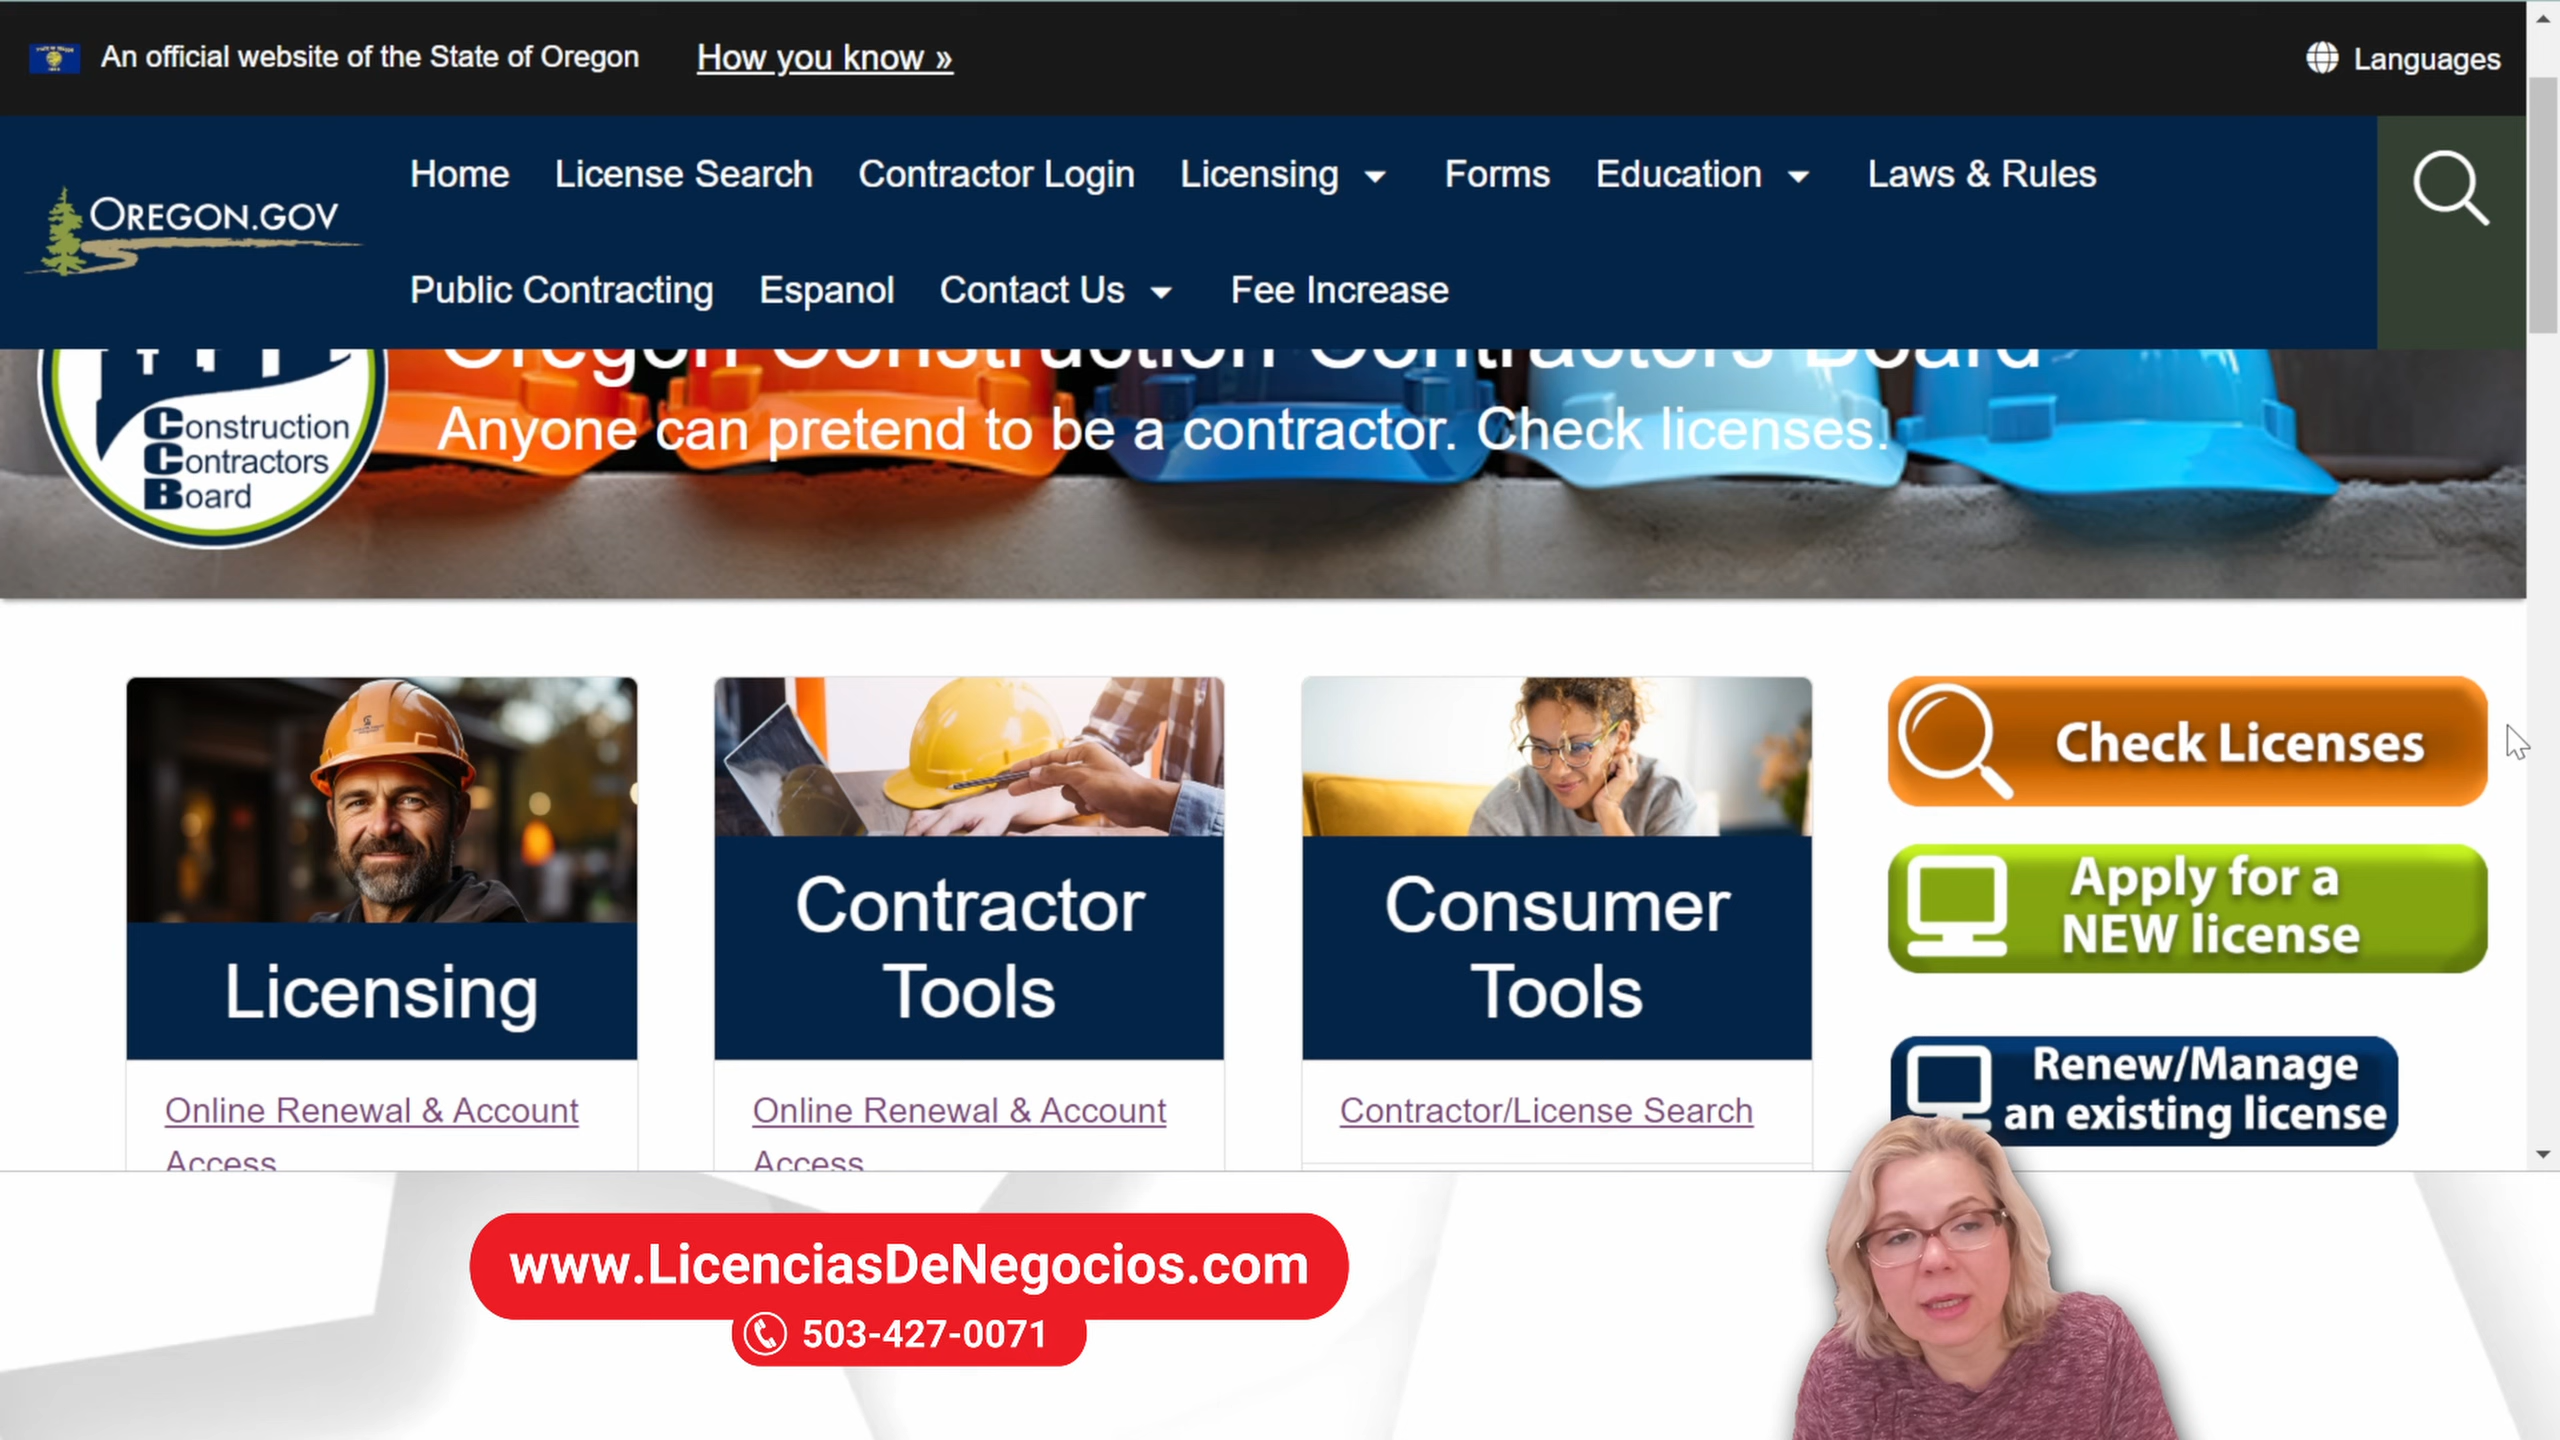 An official website of the State of Oregon
How you know »
Languages
OREGON.GOV
Home
License Search
Contractor Login
Licensing
Forms
Education
Laws & Rules
Public Contracting
Espanol
Contact Us
Fee Increase
Oregon Construction Contractors Board
Anyone can pretend to be a contractor. Check licenses.
Construction
Contractors
Board
Licensing
Online Renewal & Account
Access
Contractor
Tools
Online Renewal & Account
Access
Consumer
Tools
Contractor/License Search
Check Licenses
Apply for a
NEW license
Renew/Manage
an existing license
www.LicenciasDeNegocios.com
503-427-0071